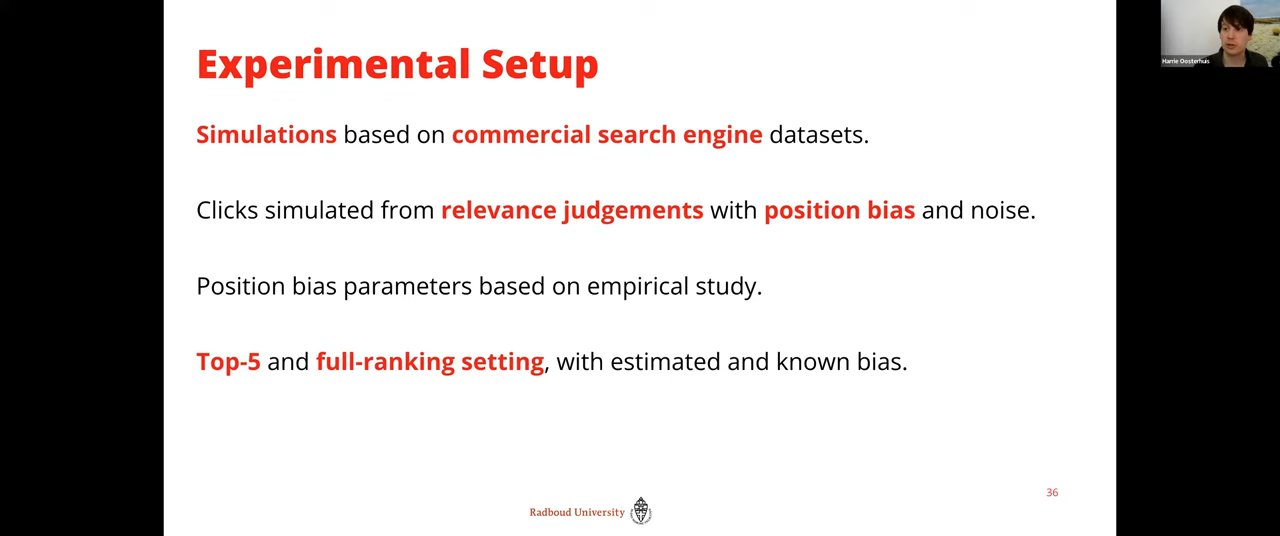 Experimental Setup
Harrie Oosterhuis
Simulations based on commercial search engine datasets.
Clicks simulated from relevance judgements with position bias and noise.
Position bias parameters based on empirical study.
Top-5 and full-ranking setting, with estimated and known bias.
36
Radboud University